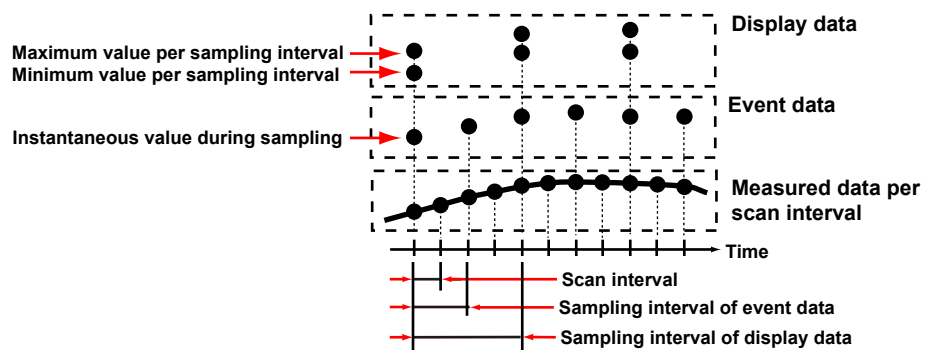 Display data
Maximum value per sampling interval
Minimum value per sampling interval
Event data
Instantaneous value during sampling
Measured data per
scan interval
Time
Scan interval
Sampling interval of event data
Sampling interval of display data